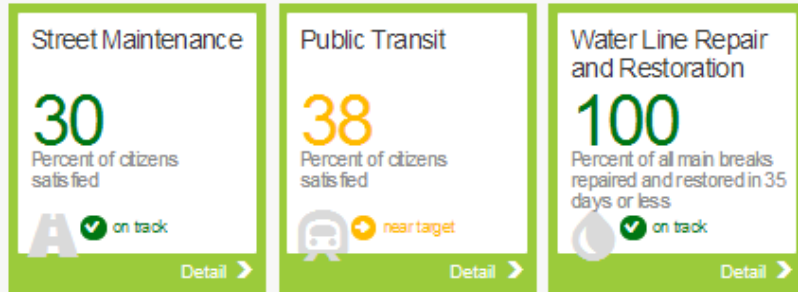 Street Maintenance
30
Percent of citizens
satisfied
on track
Detail
Public Transit
38
Percent of citizens
satisfied
near target
Detail
Water Line Repair
and Restoration
100
Percent of all main breaks
repaired and restored in 35
days or less
on track
Detail